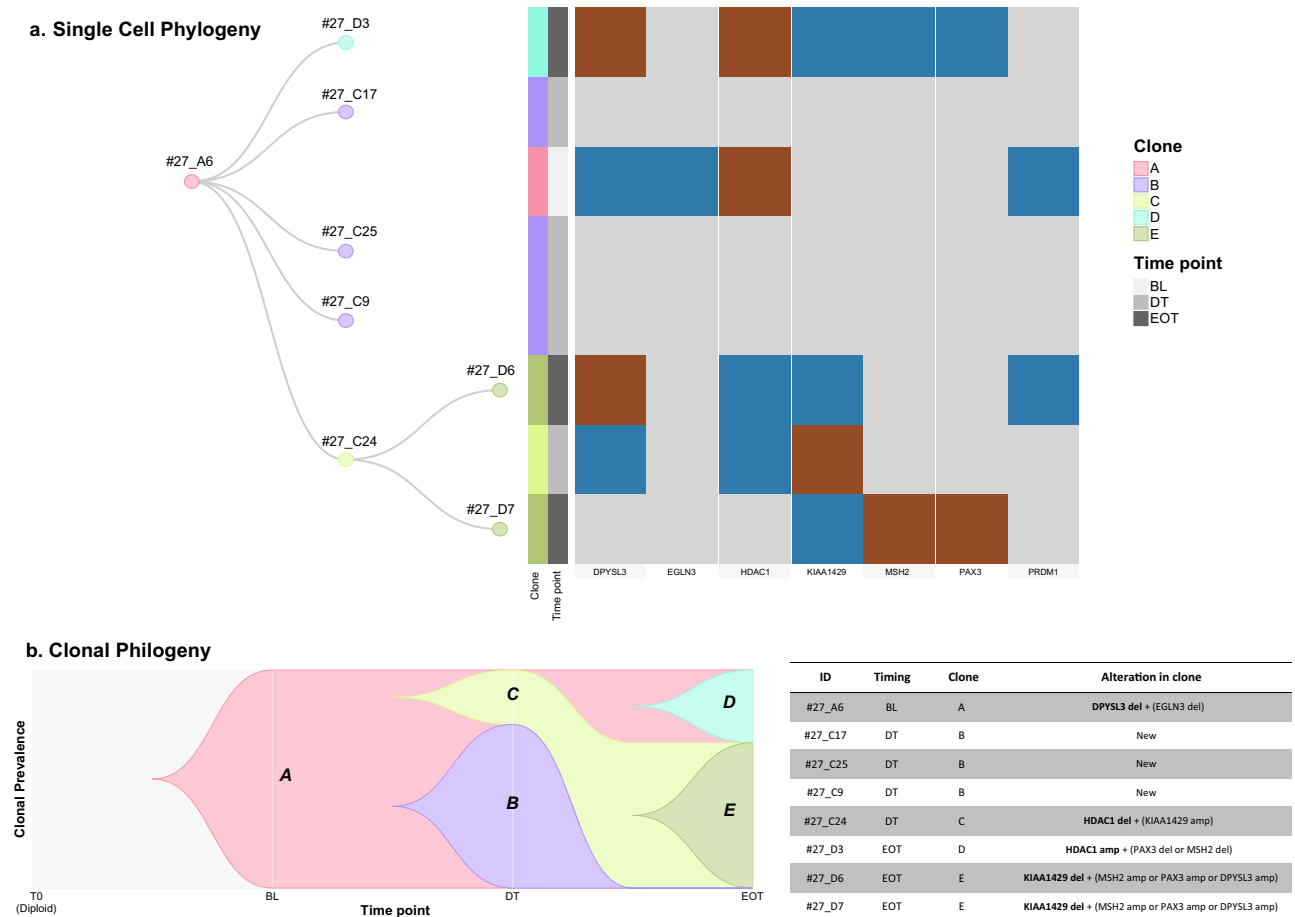 a. Single Cell Phylogeny
#27_D3
#27_C17
#27_A6
#27_C25
#27_C9
#27_D6
#27_C24
#27_D7
Clone
Time point
DPYSL3 EGLN3 HDAC1 KIAA1429 MSH2 PAX3 PRDM1
Clone
A
B
C
D
E
Time point
BL
DT
EOT
b. Clonal Philogeny
Clonal Prevalence
A
B
C
D
E
T0
(Diploid)
BL
DT
EOT
Time point
ID Timing Clone Alteration in clone
#27_A6 BL A DPYSL3 del + (EGLN3 del)
#27_C17 DT B New
#27_C25 DT B New
#27_C9 DT B New
#27_C24 DT C HDAC1 del + (KIAA1429 amp)
#27_D3 EOT D HDAC1 amp + (PAX3 del or MSH2 del)
#27_D6 EOT E KIAA1429 del + (MSH2 amp or PAX3 amp or DPYSL3 amp)
#27_D7 EOT E KIAA1429 del + (MSH2 amp or PAX3 amp or DPYSL3 amp)